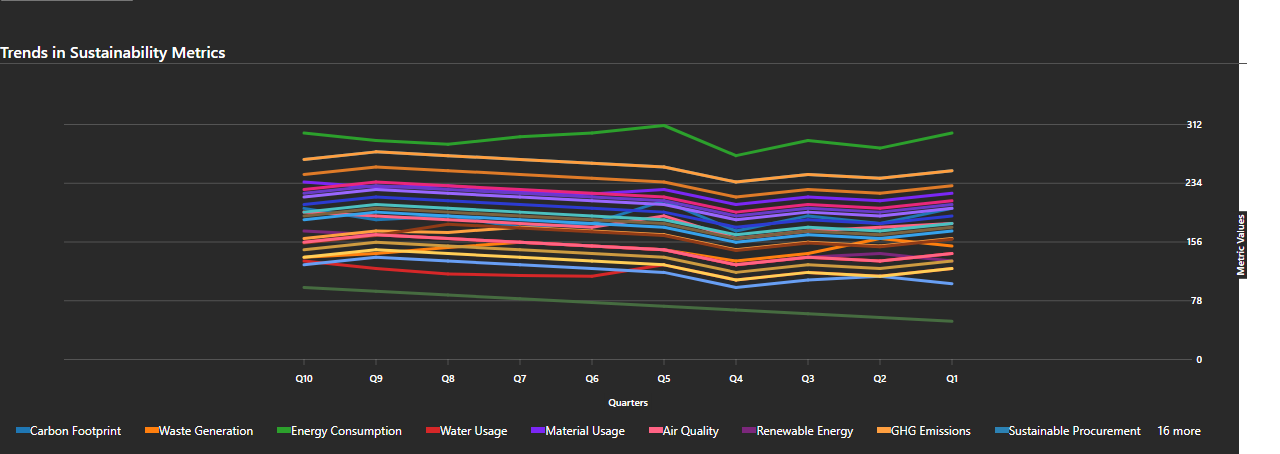 Trends in Sustainability Metrics
312
234
156
78
0
Metric Values
Q10 Q9 Q8 Q7 Q6 Q5 Q4 Q3 Q2 Q1
Quarters
Carbon Footprint Waste Generation Energy Consumption Water Usage Material Usage Air Quality Renewable Energy GHG Emissions Sustainable Procurement 16 more